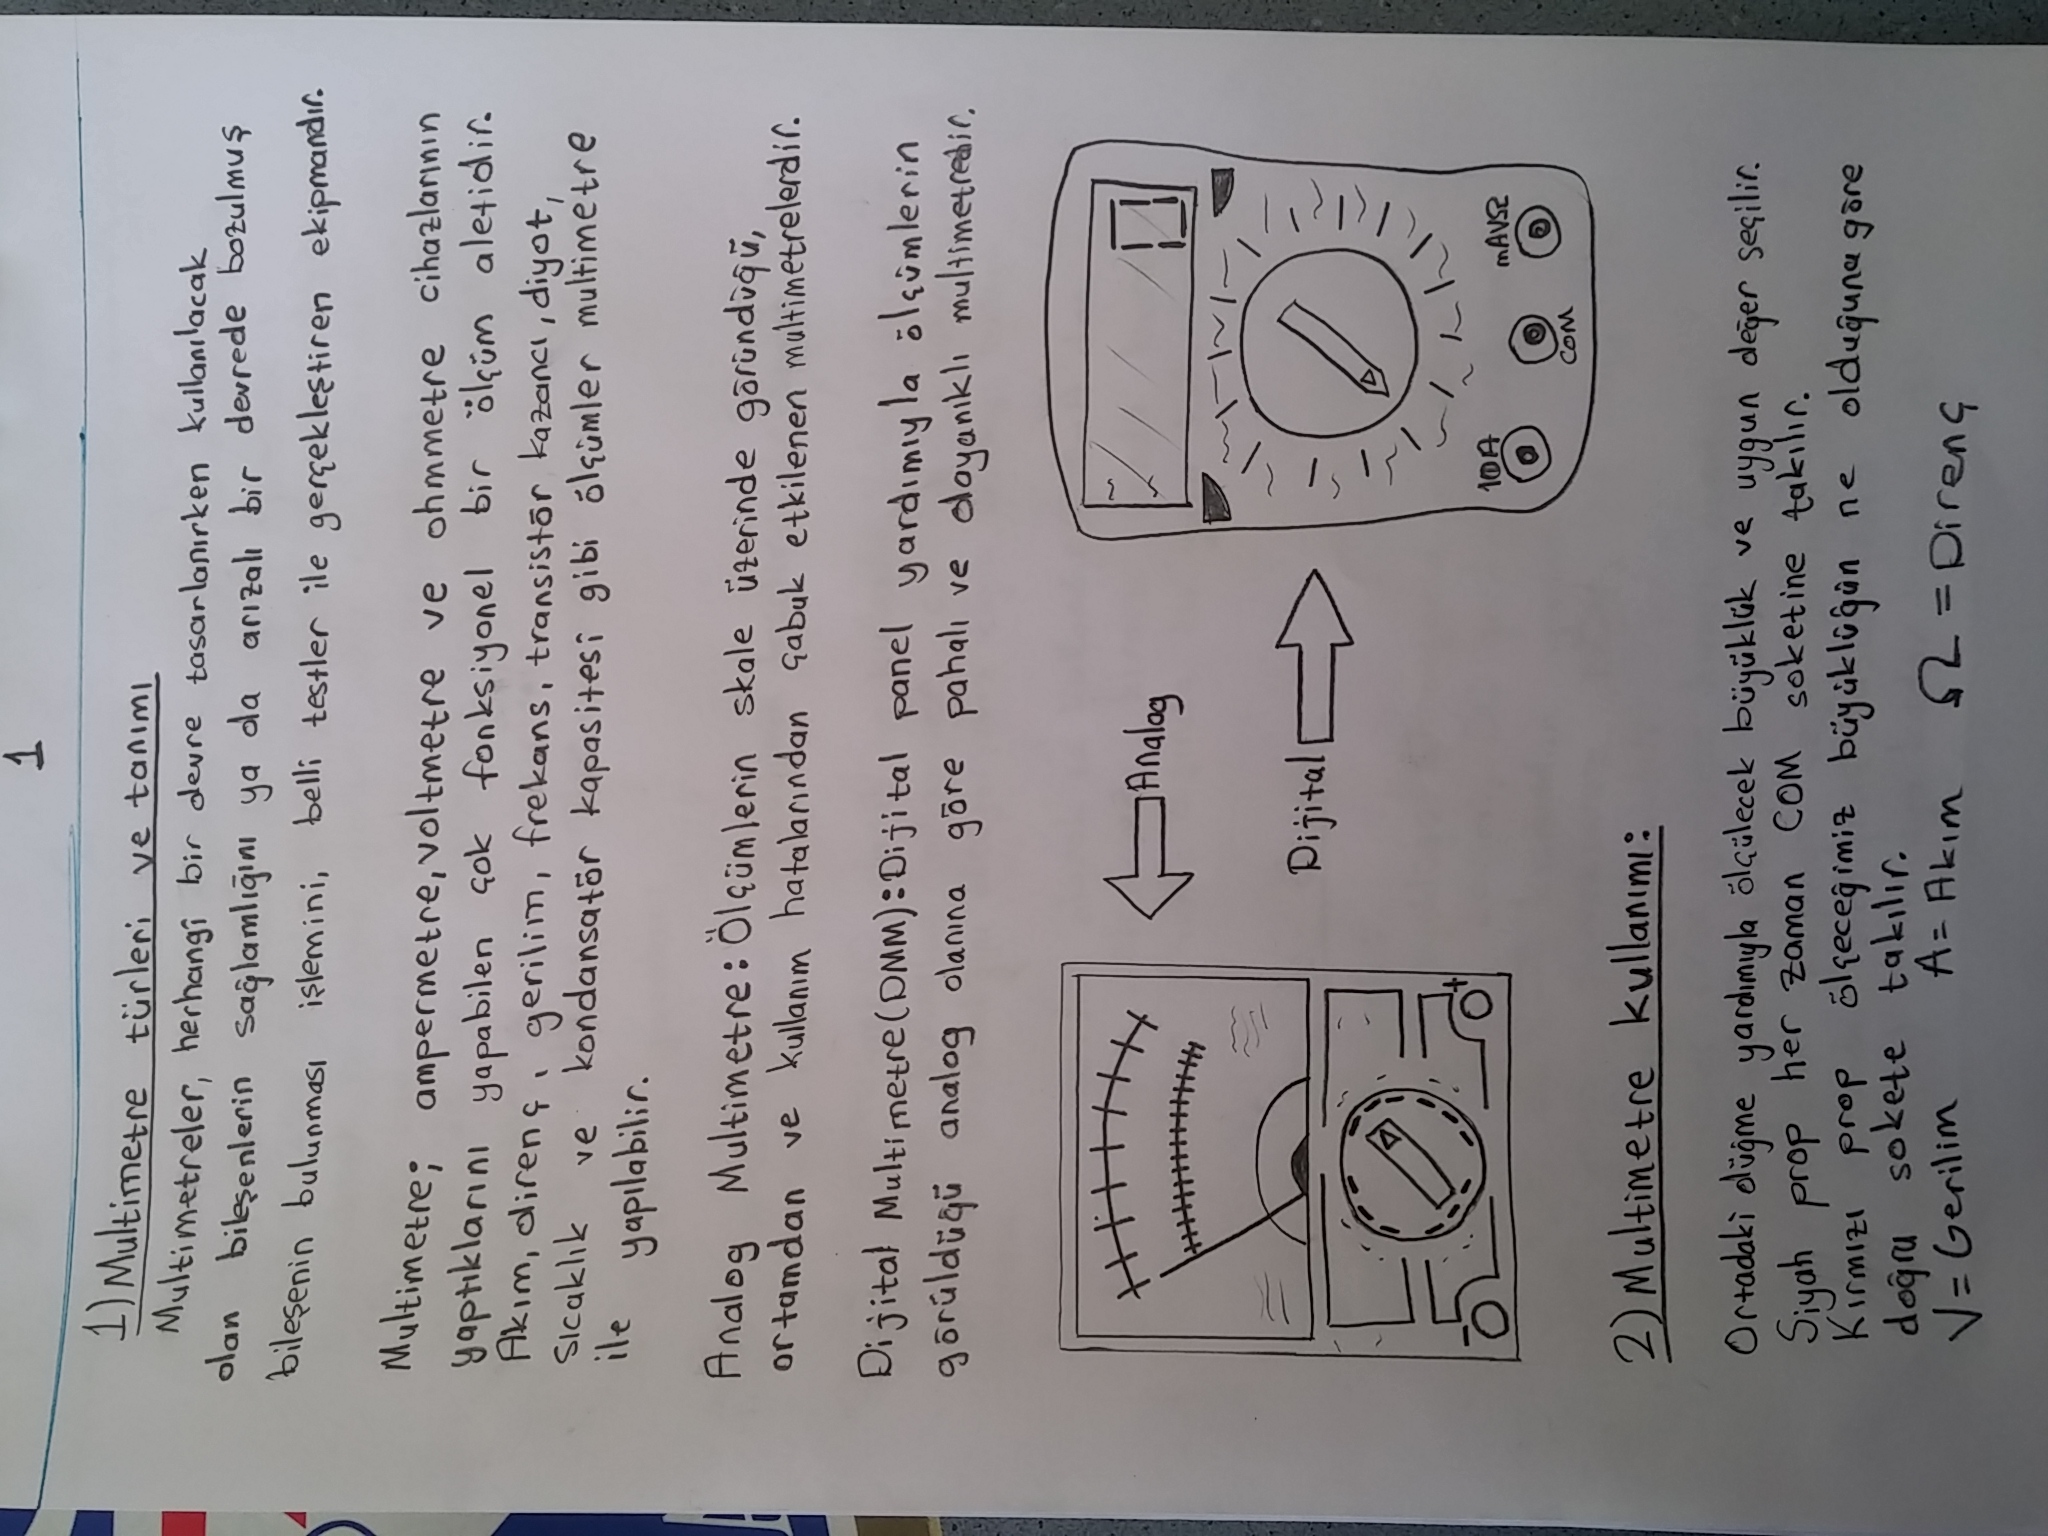 1
1) Multimetre türleri ve tanımı
Multimetreler, herhangi bir devre tasarlanırken kullanılacak
olan bileşenlerin sağlamlığını ya da arızalı bir devrede bozulmuş
bileşenin bulunması işlemini, belli testler ile gerçekleştiren ekipmandır.
Multimetre; ampermetre, voltmetre ve ohmmetre cihazlarının
yaptıklarını yapabilen çok fonksiyonel bir ölçüm aletidir.
Akım, direnç, gerilim, frekans, transistör kazancı, diyot,
sıcaklık ve kondansatör kapasitesi gibi ölçümler multimetre
ile yapılabilir.
Analog Multimetre: Ölçümlerin skale üzerinde göründüğü,
ortamdan ve kullanım hatalarından çabuk etkilenen multimetrelerdir.
Dijital Multimetre (DMM): Dijital panel yardımıyla ölçümlerin
görüldüğü analog olanına göre pahalı ve dayanıklı multimetredir.
Analog
Dijital
0
- +
10A
COM
mAVΩ
2) Multimetre kullanımı:
Ortadaki düğme yardımıyla ölçülecek büyüklük ve uygun değer seçilir.
Siyah prop her zaman COM soketine takılır.
Kırmızı prop ölçeceğimiz büyüklüğün ne olduğuna göre
doğru sokete takılır.
V = Gerilim A = Akım Ω = Direnç